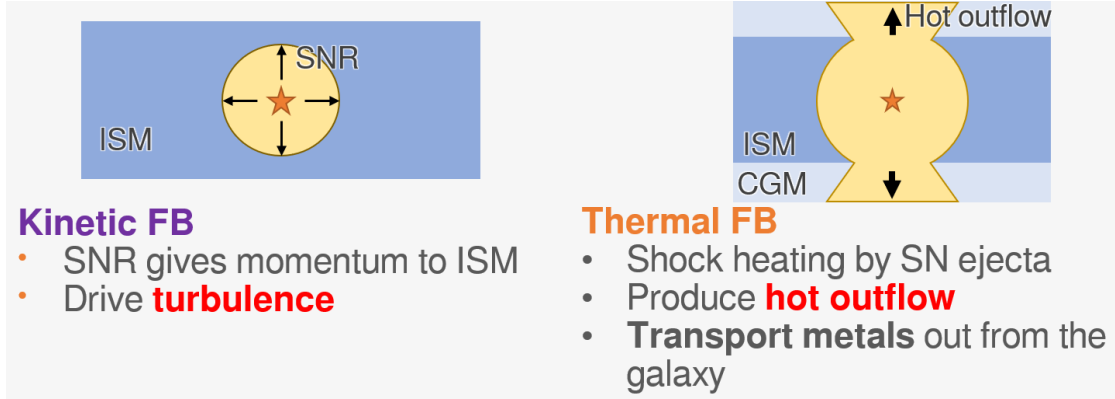 SNR
ISM
Hot outflow
ISM
CGM
Kinetic FB
• SNR gives momentum to ISM
• Drive turbulence
Thermal FB
• Shock heating by SN ejecta
• Produce hot outflow
• Transport metals out from the
galaxy